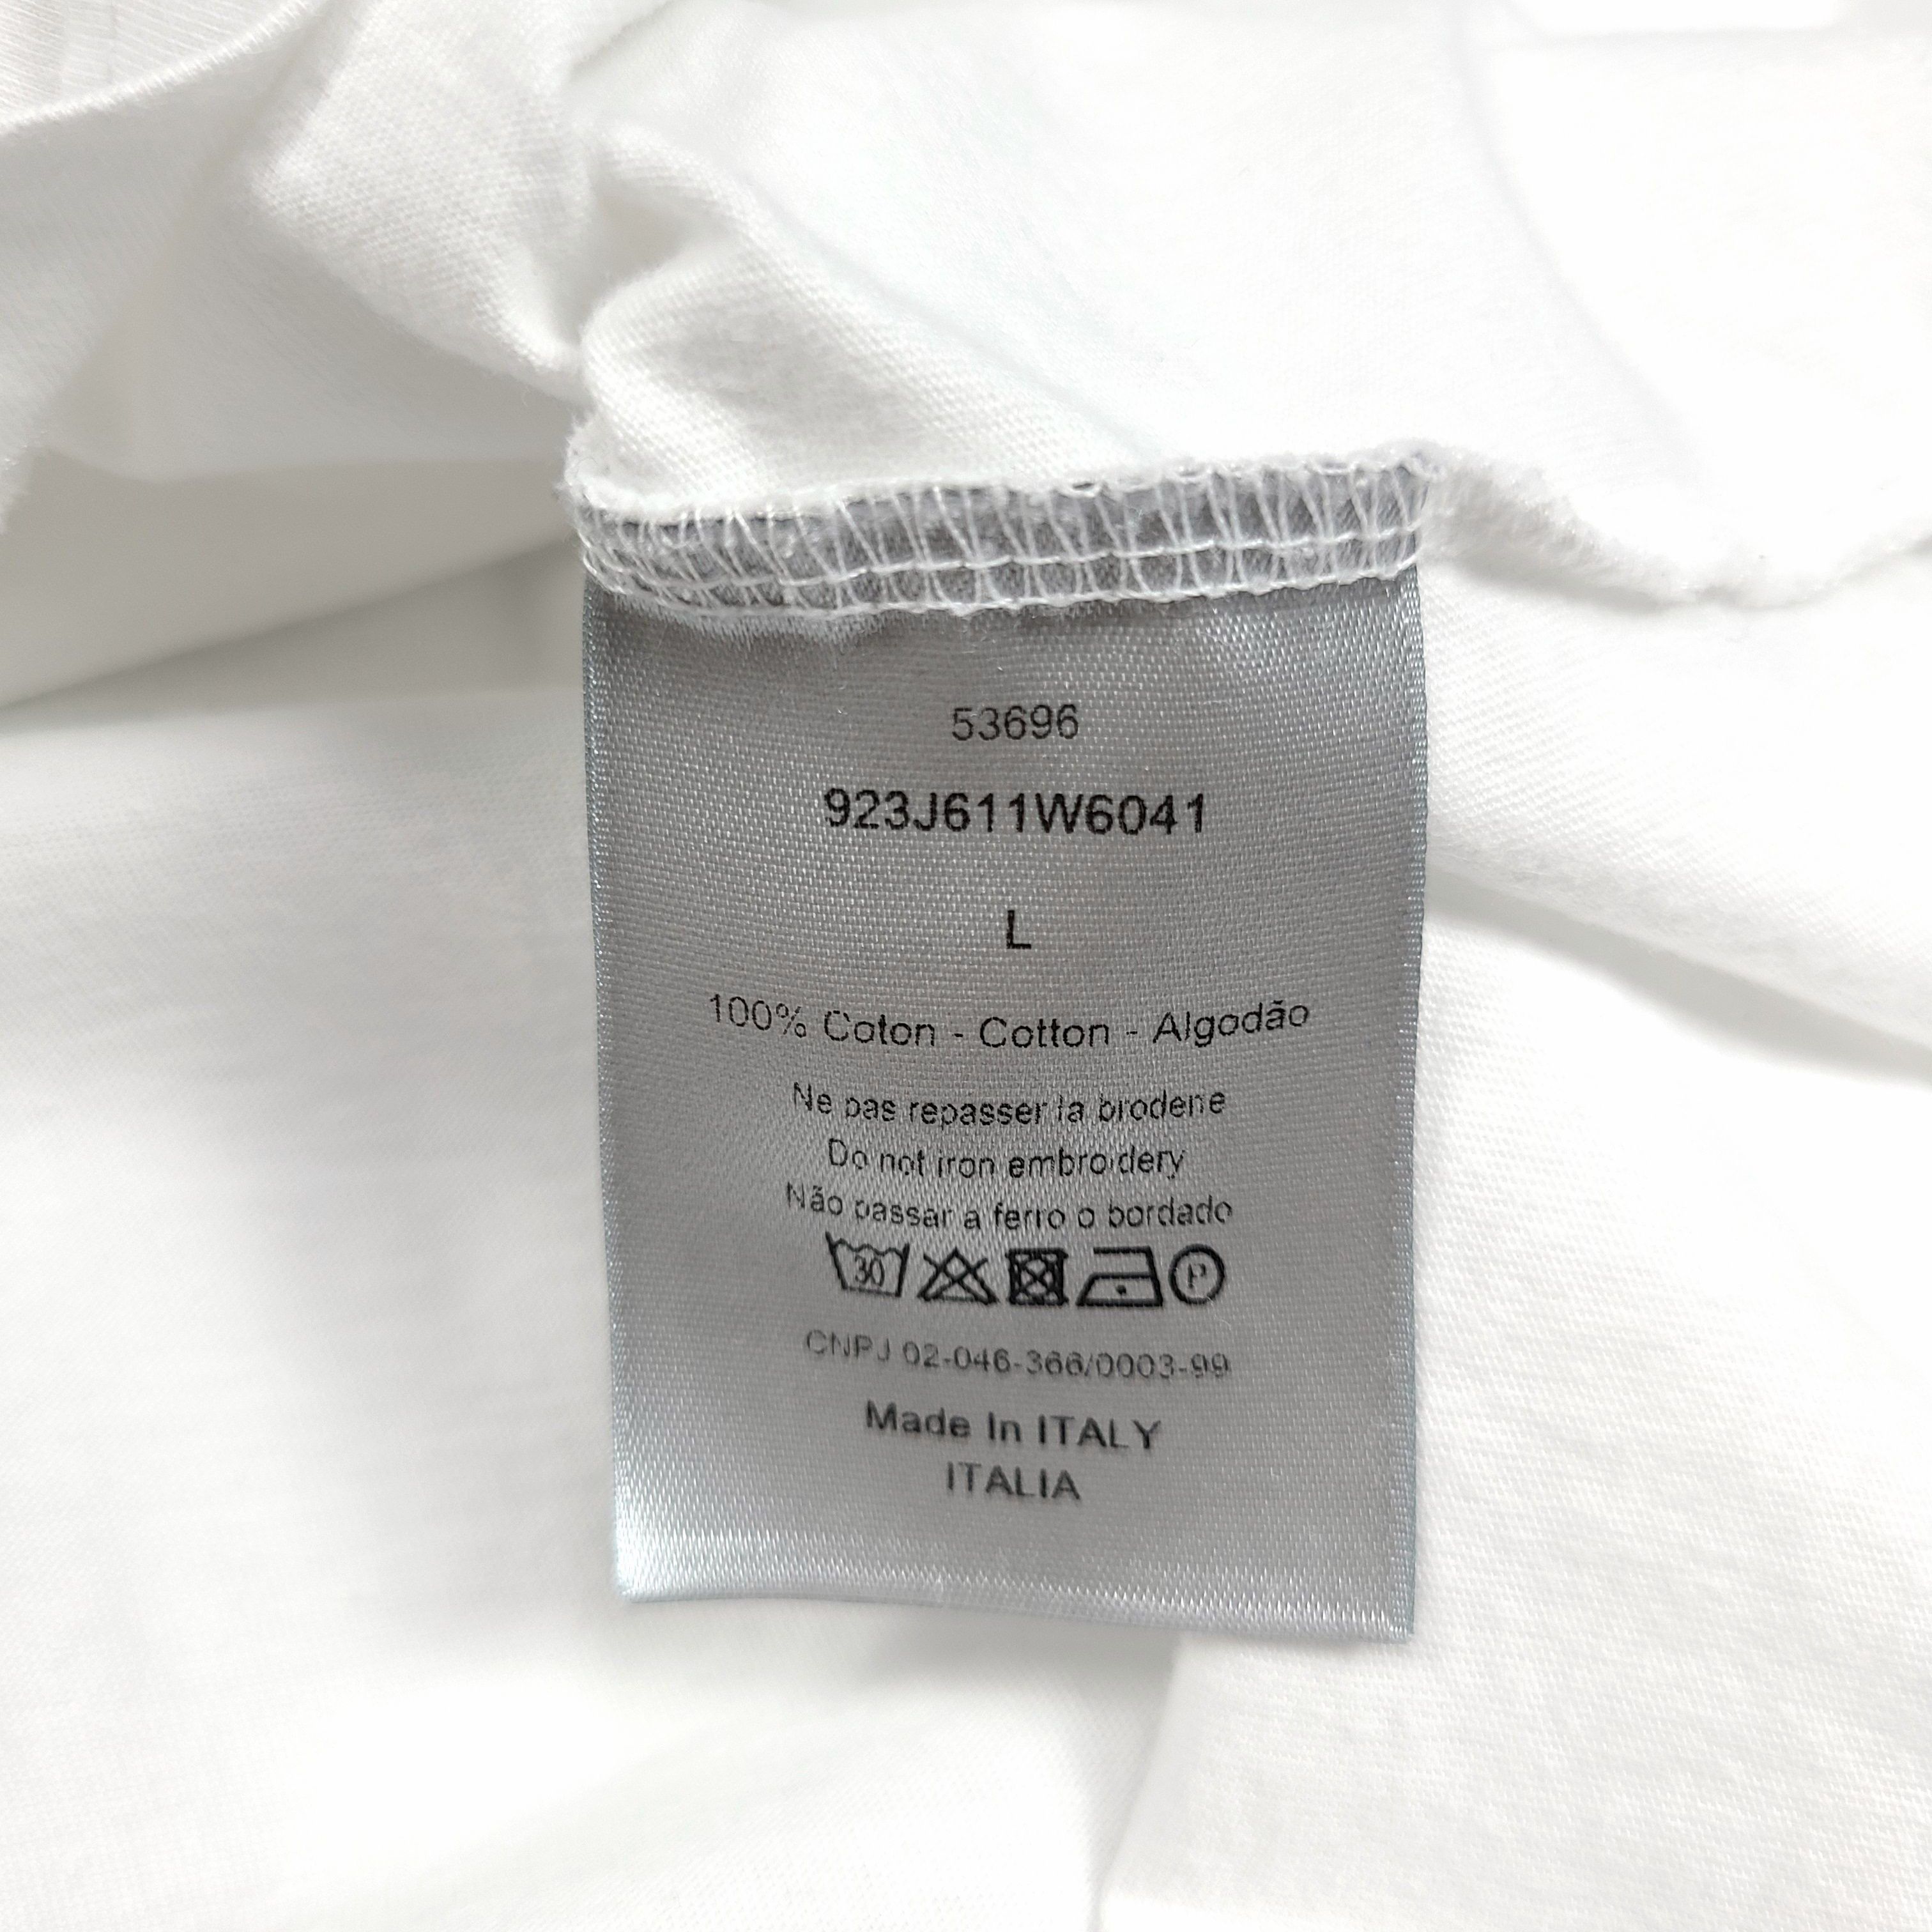 53696
923J611W6041
L
100% Coton - Cotton - Algodão
Ne pas repasser la broderie
Do not iron embroidery
Não passar a ferro o bordado
30 P
CNPJ 02-046-366/0003-99
Made In ITALY
ITALIA